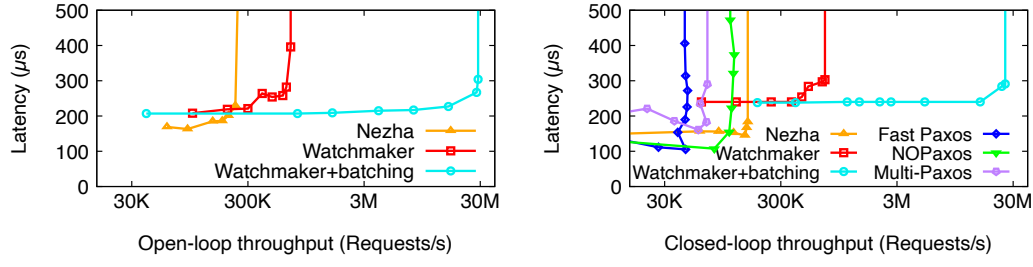 500
400
300
200
100
0
Latency (µs)
Nezha
Watchmaker
Watchmaker+batching
30K
300K
3M
30M
Open-loop throughput (Requests/s)
500
400
300
200
100
0
Latency (µs)
Nezha
Watchmaker
Watchmaker+batching
Fast Paxos
NOPaxos
Multi-Paxos
30K
300K
3M
30M
Closed-loop throughput (Requests/s)